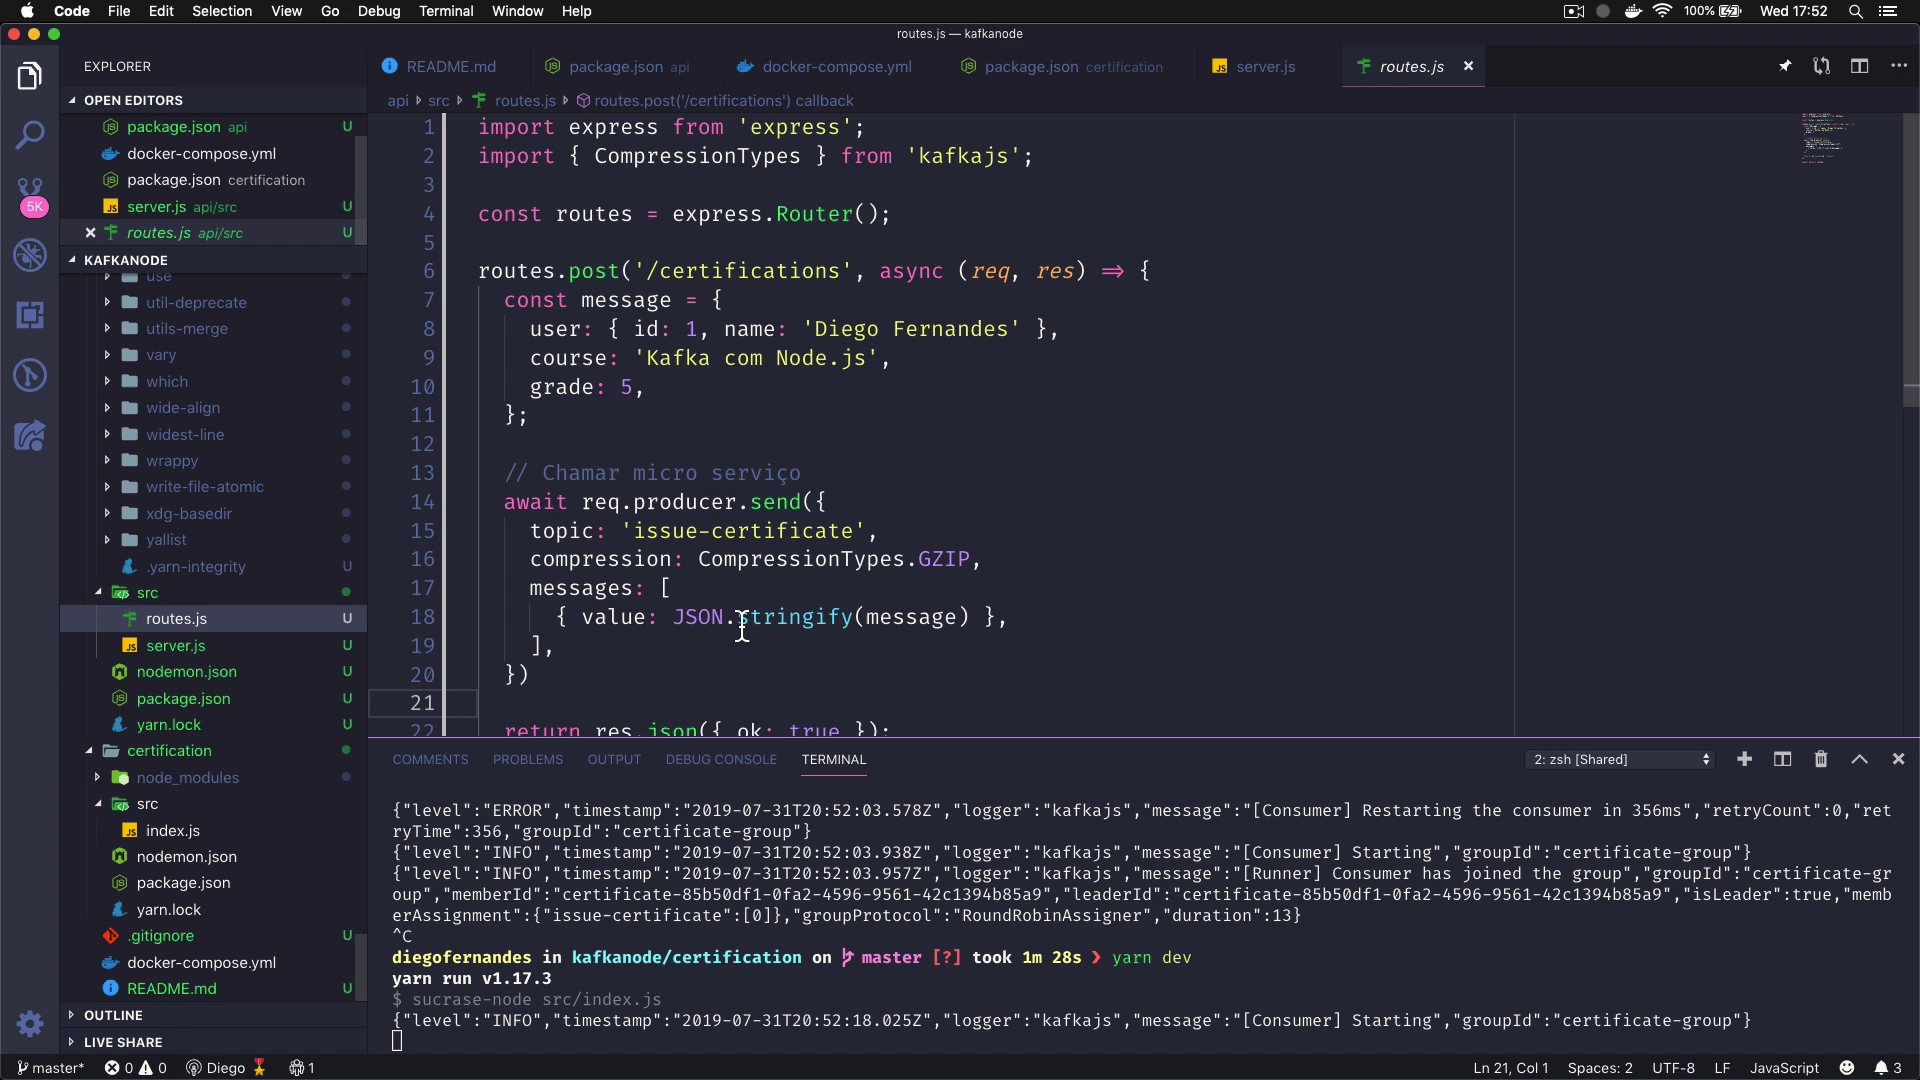 Code File Edit Selection View Go Debug Terminal Window Help 100% Wed 17:52
routes.js — kafkanode
EXPLORER
OPEN EDITORS
package.json api U
docker-compose.yml
package.json certification
server.js api/src U
routes.js api/src U
KAFKANODE
use
util-deprecate
utils-merge
vary
which
wide-align
widest-line
wrappy
write-file-atomic
xdg-basedir
yallist
.yarn-integrity U
src
routes.js U
server.js U
nodemon.json U
package.json U
yarn.lock U
certification
node_modules
src
index.js
nodemon.json
package.json
yarn.lock
.gitignore U
docker-compose.yml
README.md U
OUTLINE
LIVE SHARE
5K
README.md package.json api docker-compose.yml package.json certification server.js routes.js
api src routes.js routes.post('/certifications') callback
1 import express from 'express';
2 import { CompressionTypes } from 'kafkajs';
3
4 const routes = express.Router();
5
6 routes.post('/certifications', async (req, res) => {
7 const message = {
8 user: { id: 1, name: 'Diego Fernandes' },
9 course: 'Kafka com Node.js',
10 grade: 5,
11 };
12
13 // Chamar micro serviço
14 await req.producer.send({
15 topic: 'issue-certificate',
16 compression: CompressionTypes.GZIP,
17 messages: [
18 { value: JSON.stringify(message) },
19 ],
20 })
21
22 return res.json({ ok: true });
COMMENTS PROBLEMS OUTPUT DEBUG CONSOLE TERMINAL 2: zsh [Shared]
{"level":"ERROR","timestamp":"2019-07-31T20:52:03.578Z","logger":"kafkajs","message":"[Consumer] Restarting the consumer in 356ms","retryCount":0,"ret
ryTime":356,"groupId":"certificate-group"}
{"level":"INFO","timestamp":"2019-07-31T20:52:03.938Z","logger":"kafkajs","message":"[Consumer] Starting","groupId":"certificate-group"}
{"level":"INFO","timestamp":"2019-07-31T20:52:03.957Z","logger":"kafkajs","message":"[Runner] Consumer has joined the group","groupId":"certificate-gr
oup","memberId":"certificate-85b50df1-0fa2-4596-9561-42c1394b85a9","leaderId":"certificate-85b50df1-0fa2-4596-9561-42c1394b85a9","isLeader":true,"memb
erAssignment":{"issue-certificate":[0]},"groupProtocol":"RoundRobinAssigner","duration":13}
^C
diegofernandes in kafkanode/certification on master [?] took 1m 28s ❯ yarn dev
yarn run v1.17.3
$ sucrase-node src/index.js
{"level":"INFO","timestamp":"2019-07-31T20:52:18.025Z","logger":"kafkajs","message":"[Consumer] Starting","groupId":"certificate-group"}
master* 0 0 Diego 1 Ln 21, Col 1 Spaces: 2 UTF-8 LF JavaScript 3